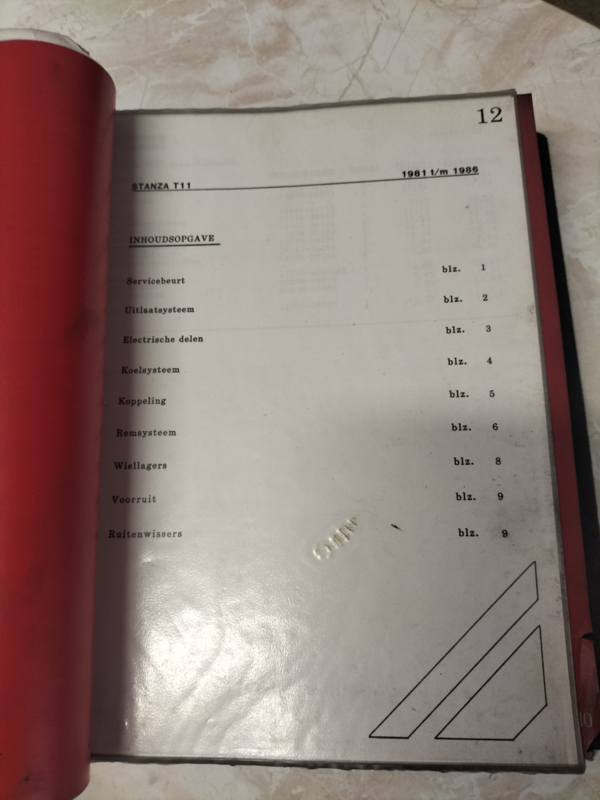 12
STANZA T11 1981 t/m 1986
INHOUDSOPGAVE
Servicebeurt blz. 1
Uitlaatsysteem blz. 2
Electrische delen blz. 3
Koelsysteem blz. 4
Koppeling blz. 5
Remsysteem blz. 6
Wiellagers blz. 8
Voorruit blz. 9
Ruitenwissers blz. 9